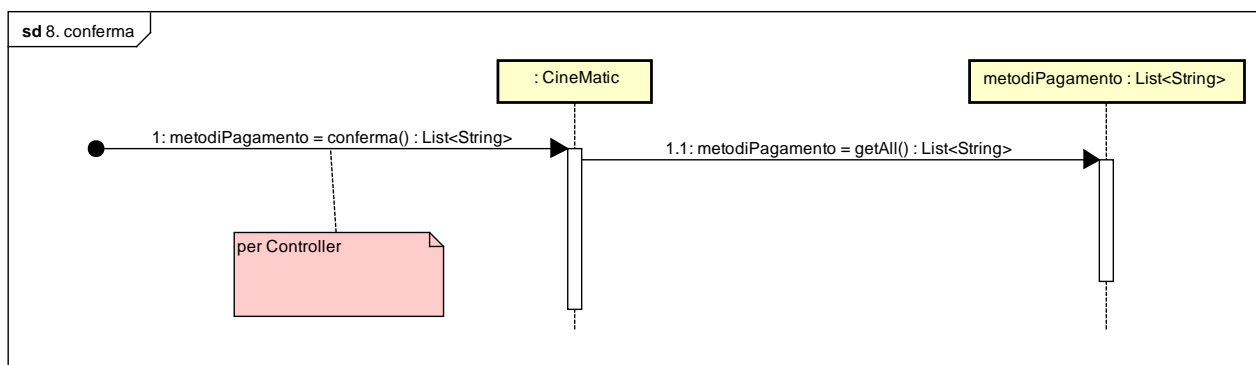 sd 8. conferma
: CineMatic
metodiPagamento : List<String>
1: metodiPagamento = conferma() : List<String>
1.1: metodiPagamento = getAll() : List<String>
per Controller